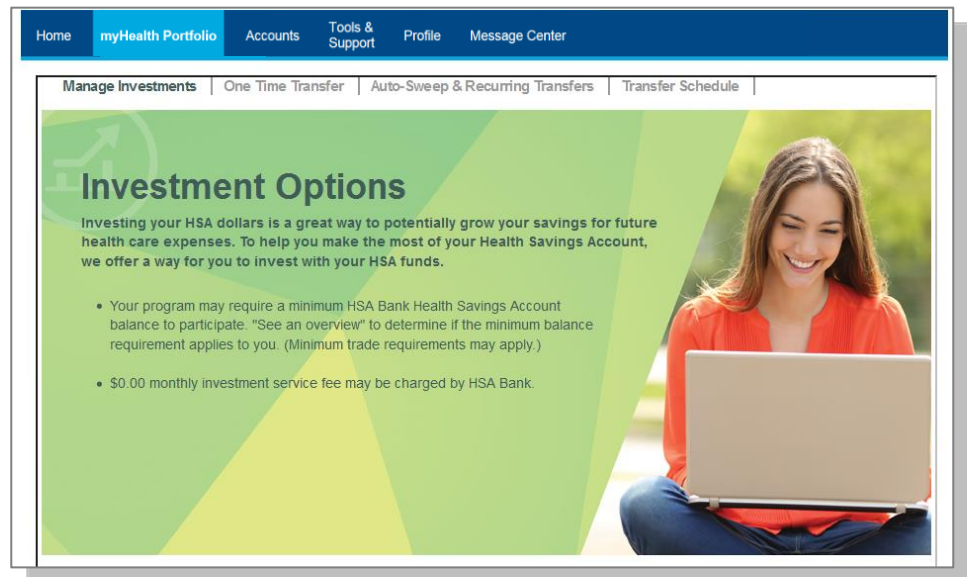 Home myHealth Portfolio Accounts Tools & Support Profile Message Center
Manage Investments | One Time Transfer | Auto-Sweep & Recurring Transfers | Transfer Schedule |
Investment Options
Investing your HSA dollars is a great way to potentially grow your savings for future
health care expenses. To help you make the most of your Health Savings Account,
we offer a way for you to invest with your HSA funds.
• Your program may require a minimum HSA Bank Health Savings Account
balance to participate. "See an overview" to determine if the minimum balance
requirement applies to you. (Minimum trade requirements may apply.)
• $0.00 monthly investment service fee may be charged by HSA Bank.